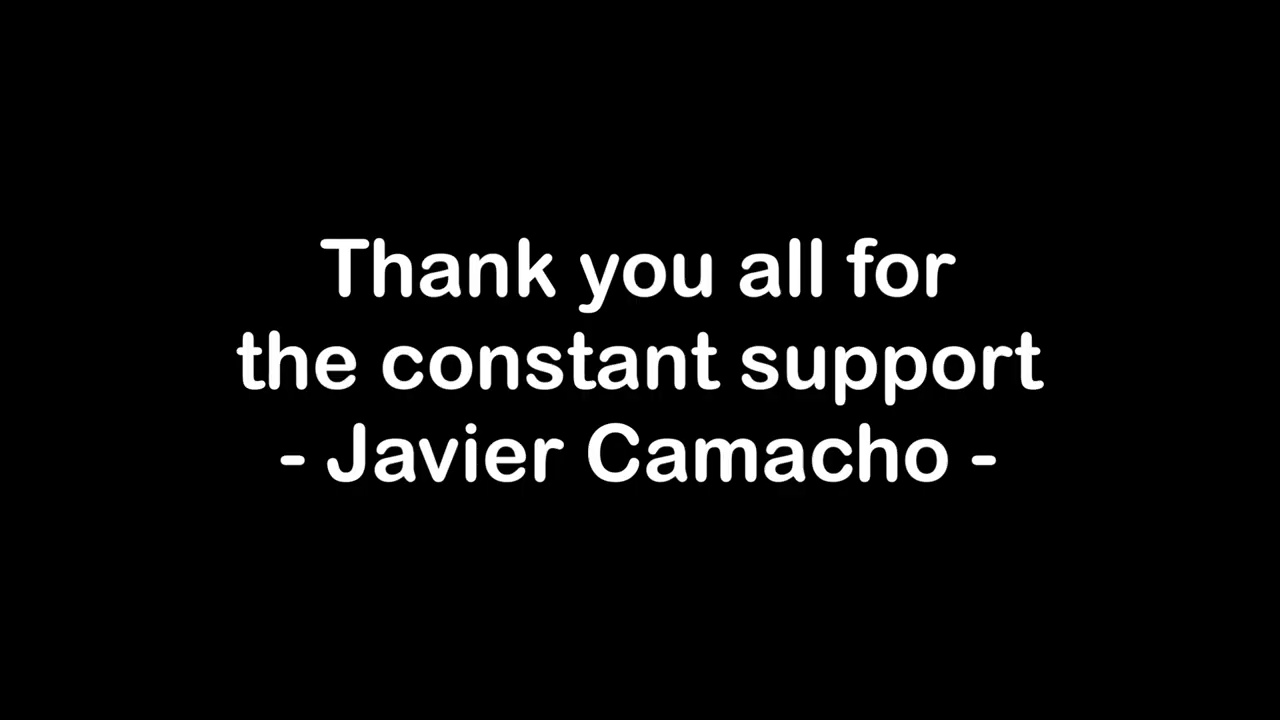 Thank you all for
the constant support
- Javier Camacho -